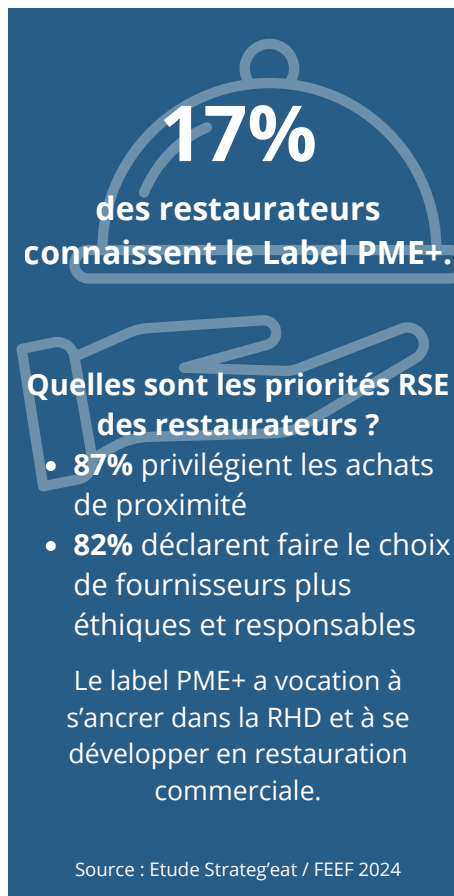 17%
des restaurateurs
connaissent le Label PME+.
Quelles sont les priorités RSE
des restaurateurs ?
• 87% privilégient les achats
de proximité
• 82% déclarent faire le choix
de fournisseurs plus
éthiques et responsables
Le label PME+ a vocation à
s’ancrer dans la RHD et à se
développer en restauration
commerciale.
Source : Etude Strateg’eat / FEEF 2024